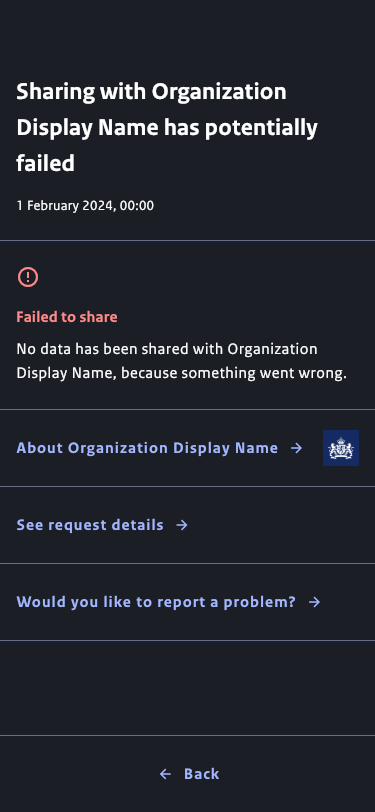 Sharing with Organization
Display Name has potentially
failed
1 February 2024, 00:00
Failed to share
No data has been shared with Organization
Display Name, because something went wrong.
About Organization Display Name
See request details
Would you like to report a problem?
Back